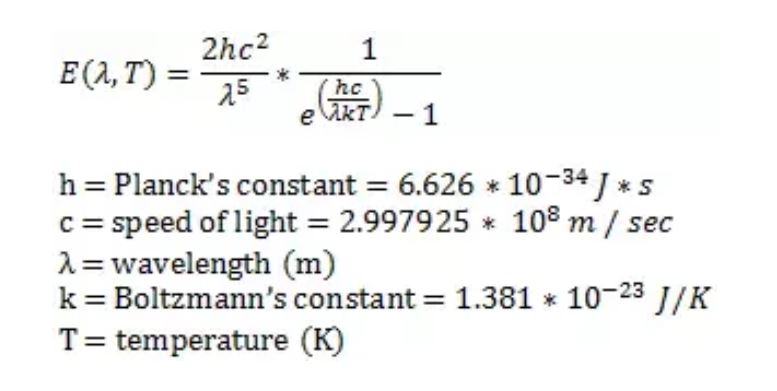 E(λ, T) = 2hc²/λ⁵ * 1/(e^(hc/λkT) − 1)
h = Planck's constant = 6.626 * 10⁻³⁴ J * s
c = speed of light = 2.997925 * 10⁸ m / sec
λ = wavelength (m)
k = Boltzmann's constant = 1.381 * 10⁻²³ J/K
T = temperature (K)